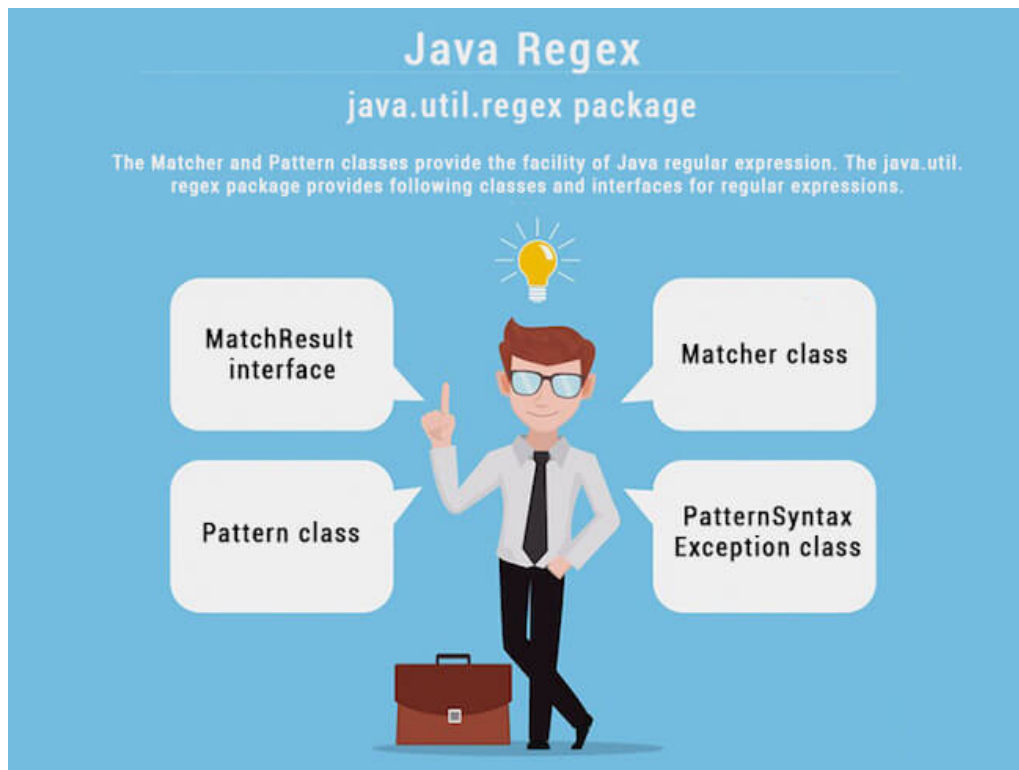 Java Regex
java.util.regex package
The Matcher and Pattern classes provide the facility of Java regular expression. The java.util.
regex package provides following classes and interfaces for regular expressions.
MatchResult
interface
Matcher class
Pattern class
PatternSyntax
Exception class